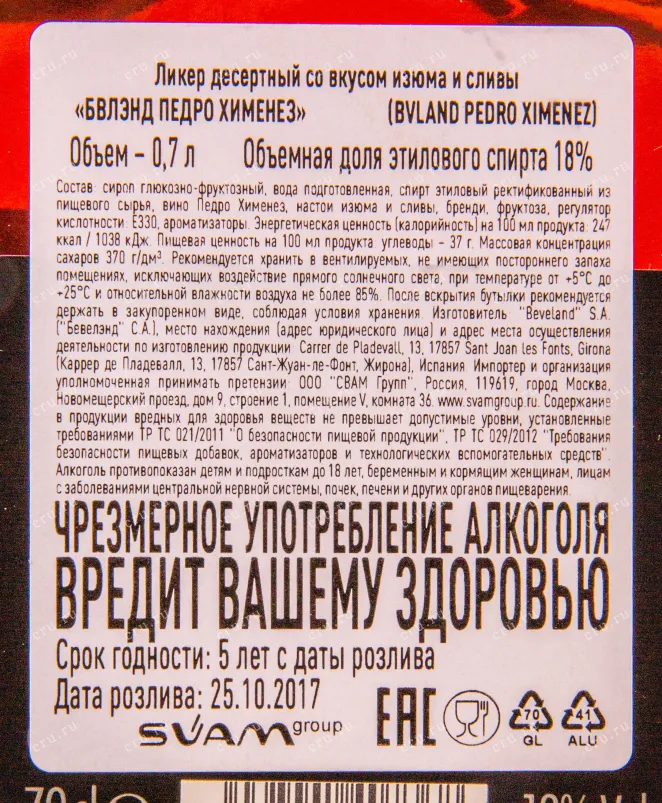 Ликер десертный со вкусом изюма и сливы
«БВЛЭНД ПЕДРО ХИМЕНЕЗ» (BVLAND PEDRO XIMENEZ)
Объем – 0,7 л Объемная доля этилового спирта 18%
Состав: сироп глюкозно-фруктозный, вода подготовленная, спирт этиловый ректификованный из
пищевого сырья, вино Педро Хименез, настои изюма и сливы, бренди, фруктоза, регулятор
кислотности: Е330, ароматизаторы. Энергетическая ценность (калорийность) на 100 мл продукта: 247
ккал / 1038 кДж. Пищевая ценность на 100 мл продукта: углеводы – 37 г. Массовая концентрация
сахаров 370 г/дм³. Рекомендуется хранить в вентилируемых, не имеющих постороннего запаха
помещениях, исключающих воздействие прямого солнечного света, при температуре от +5°С до
+25°С и относительной влажности воздуха не более 85%. После вскрытия бутылки рекомендуется
держать в закупоренном виде, соблюдая условия хранения. Изготовитель: "Beveland" S.A.
("Бевелэнд" С.А.), место нахождения (адрес юридического лица) и адрес места осуществления
деятельности по изготовлению продукции: Carrer de Pladevall, 13, 17857 Sant Joan les Fonts, Girona
(Каррер де Пладевалл, 13, 17857 Сант-Жуан-ле-Фонт, Жирона), Испания. Импортер и организация
уполномоченная принимать претензии: ООО "СВАМ Групп", Россия, 119619, город Москва,
Новомещерский проезд, дом 9, строение 1, помещение V, комната 36. www.svamgroup.ru. Содержание
в продукции вредных для здоровья веществ не превышает допустимые уровни, установленные
требованиями ТР ТС 021/2011 "О безопасности пищевой продукции", ТР ТС 029/2012 "Требования
безопасности пищевых добавок, ароматизаторов и технологических вспомогательных средств".
Алкоголь противопоказан детям и подросткам до 18 лет, беременным и кормящим женщинам, лицам
с заболеваниями центральной нервной системы, почек, печени и других органов пищеварения.
ЧРЕЗМЕРНОЕ УПОТРЕБЛЕНИЕ АЛКОГОЛЯ
ВРЕДИТ ВАШЕМУ ЗДОРОВЬЮ
Срок годности: 5 лет с даты розлива
Дата розлива: 25.10.2017
SVAM group EAC 70 GL 41 ALU
70 cl